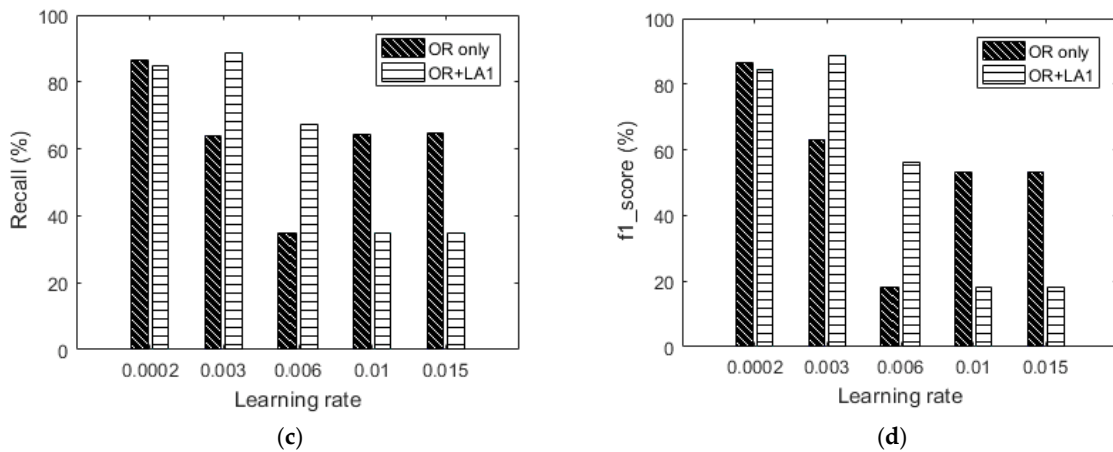 100
80
60
40
20
0
Recall (%)
OR only
OR+LA1
0.0002 0.003 0.006 0.01 0.015
Learning rate
(c)
100
80
60
40
20
0
f1_score (%)
OR only
OR+LA1
0.0002 0.003 0.006 0.01 0.015
Learning rate
(d)